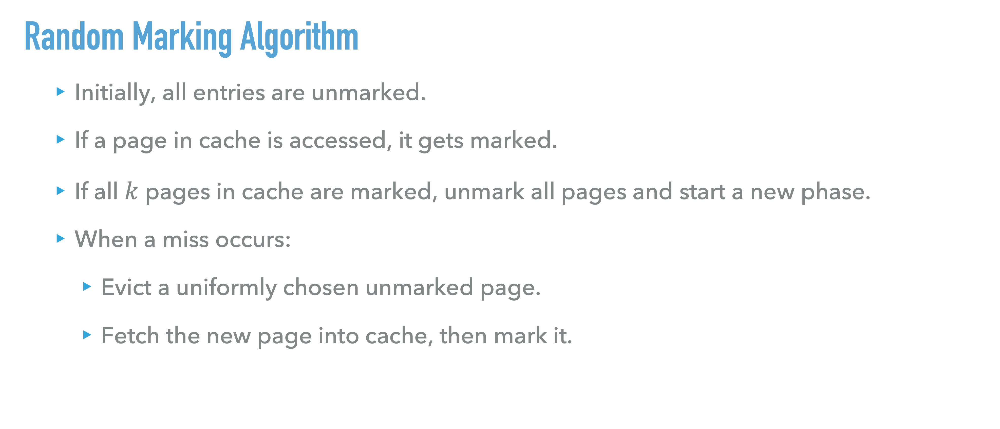 Random Marking Algorithm
‣ Initially, all entries are unmarked.
‣ If a page in cache is accessed, it gets marked.
‣ If all k pages in cache are marked, unmark all pages and start a new phase.
‣ When a miss occurs:
‣ Evict a uniformly chosen unmarked page.
‣ Fetch the new page into cache, then mark it.